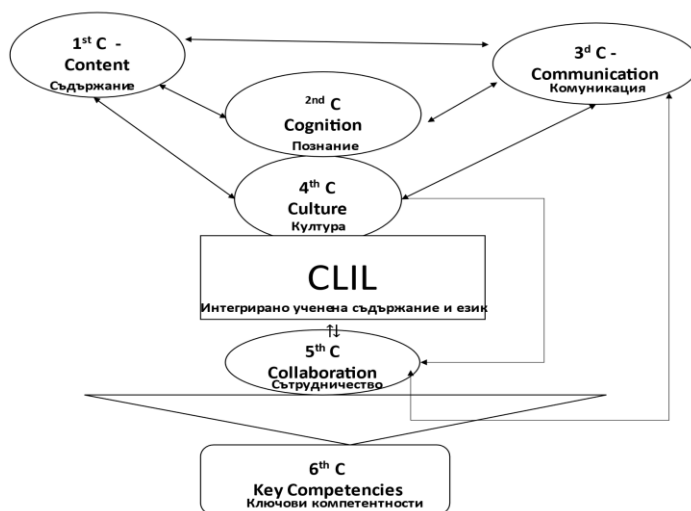 1st C -
Content
Съдържание
3d C -
Communication
Комуникация
2nd C
Cognition
Познание
4th C
Culture
Култура
CLIL
Интегрирано ученена съдържание и език
↑↓
5th C
Collaboration
Сътрудничество
6th C
Key Competencies
Ключови компетентности